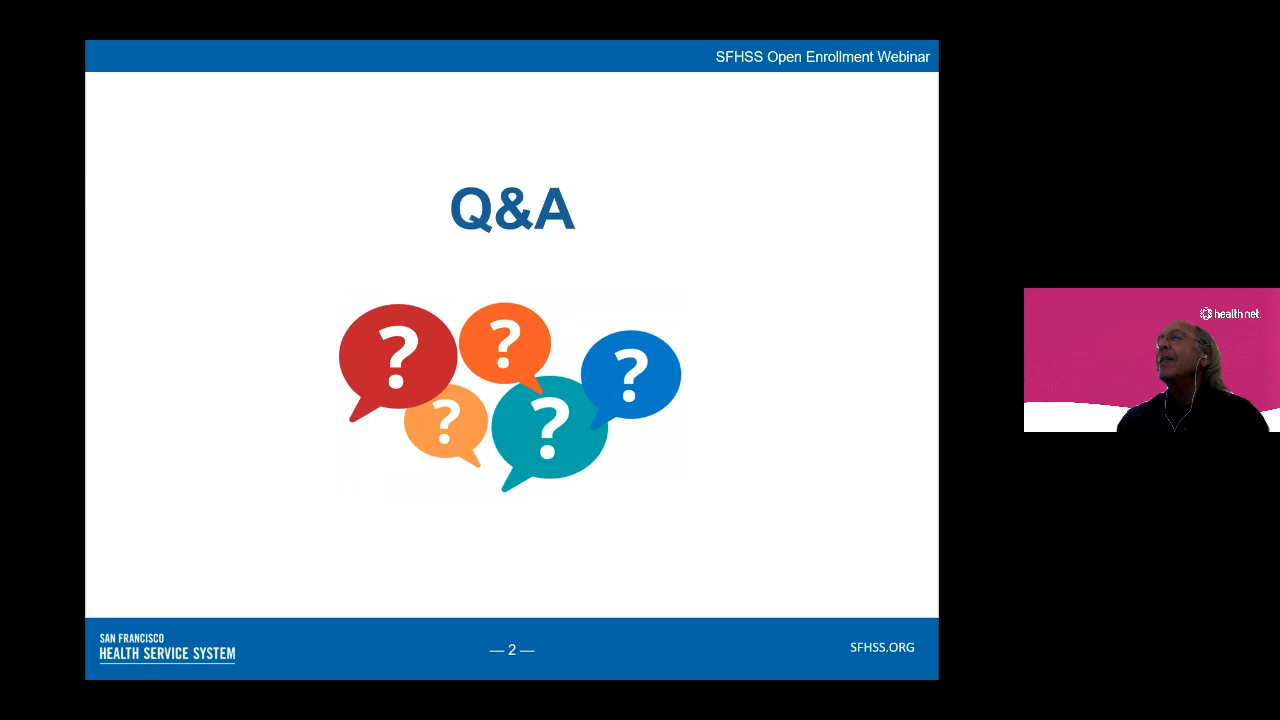 SFHSS Open Enrollment Webinar
Q&A
?
?
?
?
?
health net.
SAN FRANCISCO
HEALTH SERVICE SYSTEM
— 2 —
SFHSS.ORG